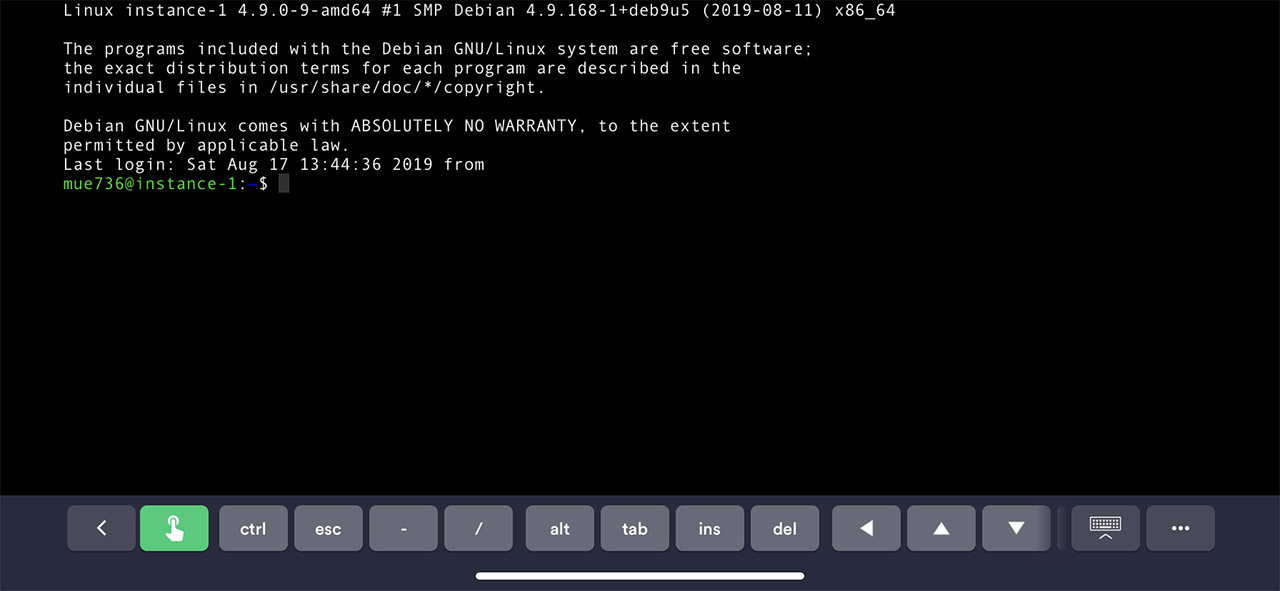 Linux instance-1 4.9.0-9-amd64 #1 SMP Debian 4.9.168-1+deb9u5 (2019-08-11) x86_64
The programs included with the Debian GNU/Linux system are free software;
the exact distribution terms for each program are described in the
individual files in /usr/share/doc/*/copyright.
Debian GNU/Linux comes with ABSOLUTELY NO WARRANTY, to the extent
permitted by applicable law.
Last login: Sat Aug 17 13:44:36 2019 from
mue736@instance-1:~$
ctrl esc - / alt tab ins del